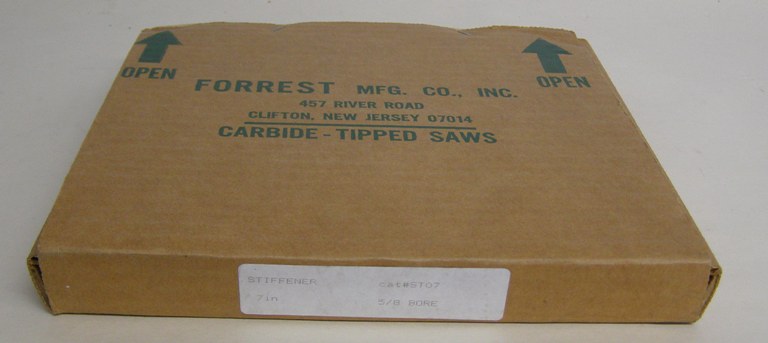 OPEN
OPEN
FORREST MFG. CO., INC.
457 RIVER ROAD
CLIFTON, NEW JERSEY 07014
CARBIDE-TIPPED SAWS
STIFFENER cat#ST07
7in 5/8 BORE